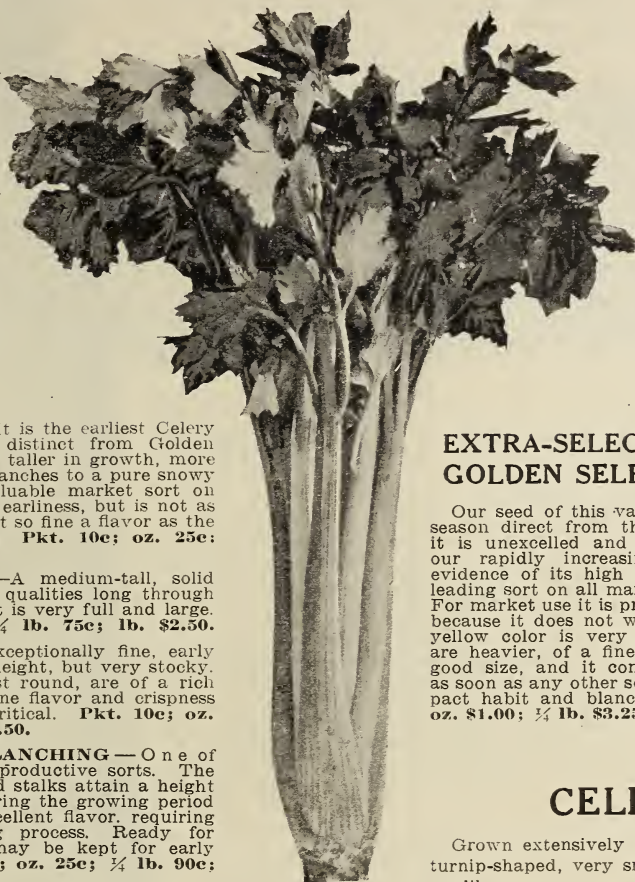 t is the earliest Celery
distinct from Golden
taller in growth, more
anches to a pure snowy
luable market sort on
earliness, but is not as
t so fine a flavor as the
Pkt. 10c; oz. 25c:
—A medium-tall, solid
qualities long through
t is very full and large.
¼ lb. 75c; lb. $2.50.
xceptionally fine, early
eight, but very stocky.
st round, are of a rich
ne flavor and crispness
ritical. Pkt. 10c; oz.
.50.
LANCHING—One of
productive sorts. The
d stalks attain a height
ring the growing period
cellent flavor. requiring
g process. Ready for
may be kept for early
; oz. 25c; ¼ lb. 90c;
EXTRA-SELEC
GOLDEN SELF
Our seed of this va
season direct from th
it is unexcelled and
our rapidly increasi
evidence of its high
leading sort on all mar
For market use it is pr
because it does not w
yellow color is very
are heavier, of a fine
good size, and it com
as soon as any other so
pact habit and blanc
oz. $1.00; ¼ lb. $3.25
CELE
Grown extensively
turnip-shaped, very sm